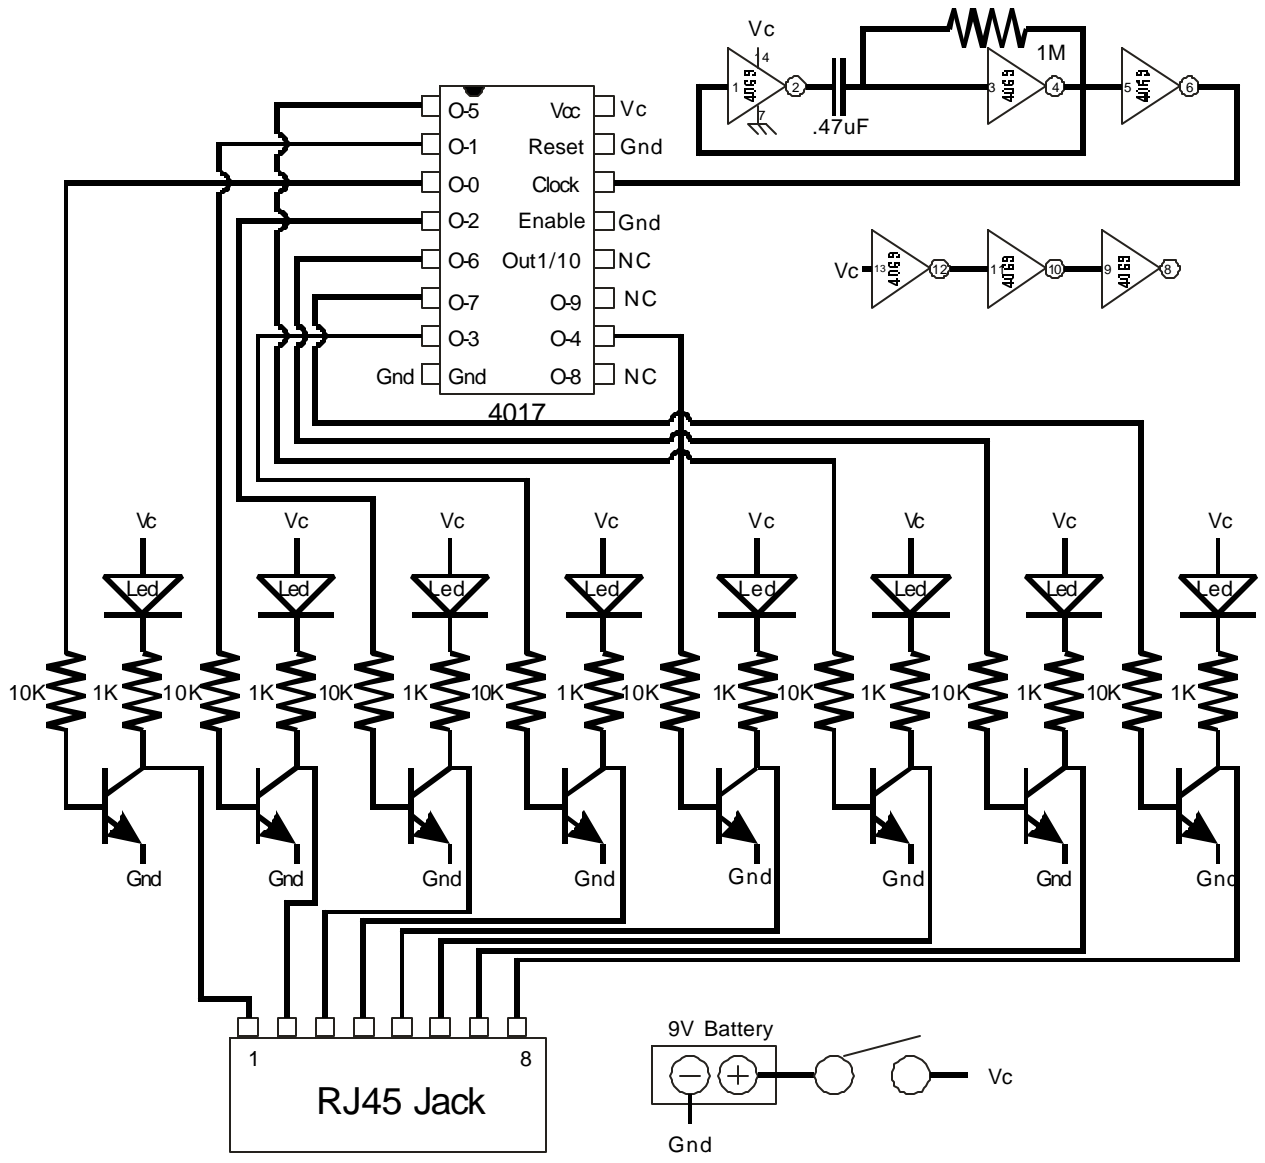 Vc
14
1 4069 2
7
.47uF
1M
3 4069 4
5 4069 6
O-5 Vcc Vc
O-1 Reset Gnd
O-0 Clock
O-2 Enable Gnd
O-6 Out1/10 NC
O-7 O-9 NC
O-3 O-4
Gnd Gnd O-8 NC
4017
Vc 13 4069 12 11 4069 10 9 4069 8
Vc Vc Vc Vc Vc Vc Vc Vc
Led Led Led Led Led Led Led Led
10K 1K 10K 1K 10K 1K 10K 1K 10K 1K 10K 1K 10K 1K 10K 1K
Gnd Gnd Gnd Gnd Gnd Gnd Gnd Gnd
1 8
RJ45 Jack
9V Battery
Vc
Gnd